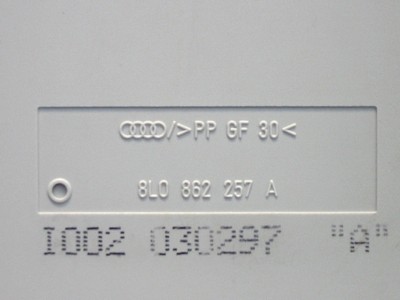 />PP GF 30<
8L0 862 257 A
I002 030297 "A"